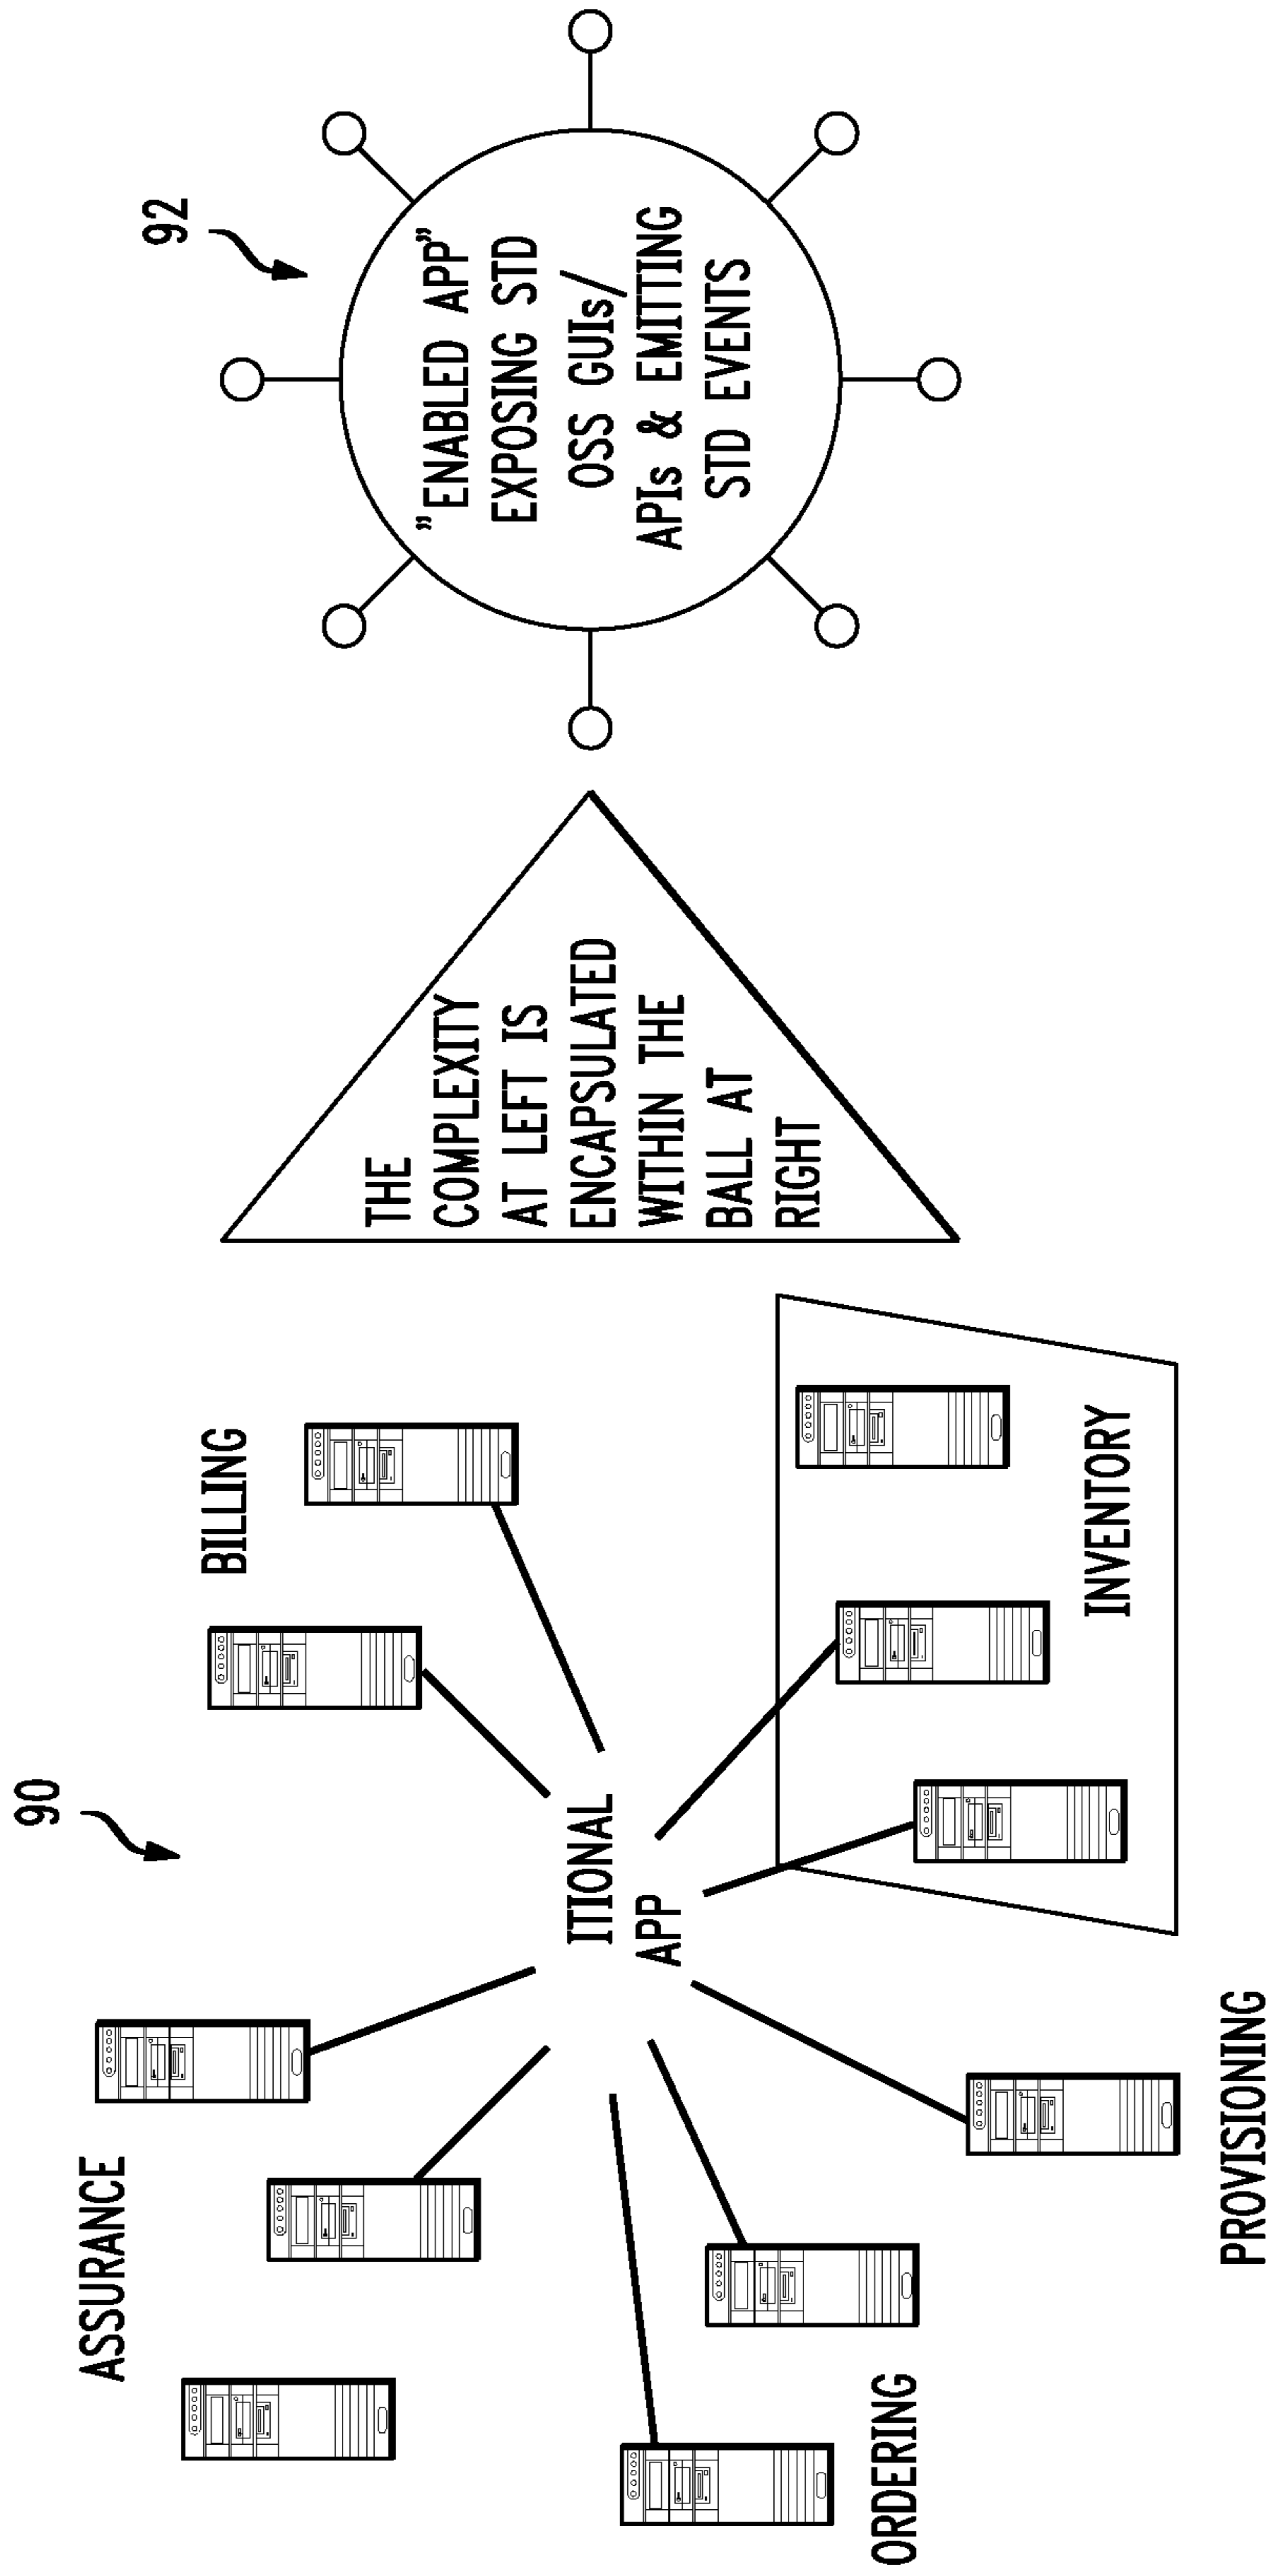 90
ASSURANCE
BILLING
ITIONAL
APP
ORDERING
PROVISIONING
INVENTORY
THE
COMPLEXITY
AT LEFT IS
ENCAPSULATED
WITHIN THE
BALL AT
RIGHT
92
"ENABLED APP"
EXPOSING STD
OSS GUIs/
APIs & EMITTING
STD EVENTS